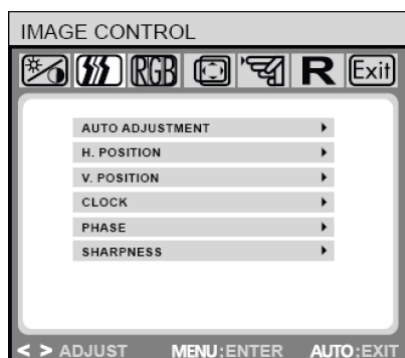 IMAGE CONTROL
RGB R Exit
AUTO ADJUSTMENT
H. POSITION
V. POSITION
CLOCK
PHASE
SHARPNESS
< > ADJUST MENU:ENTER AUTO:EXIT